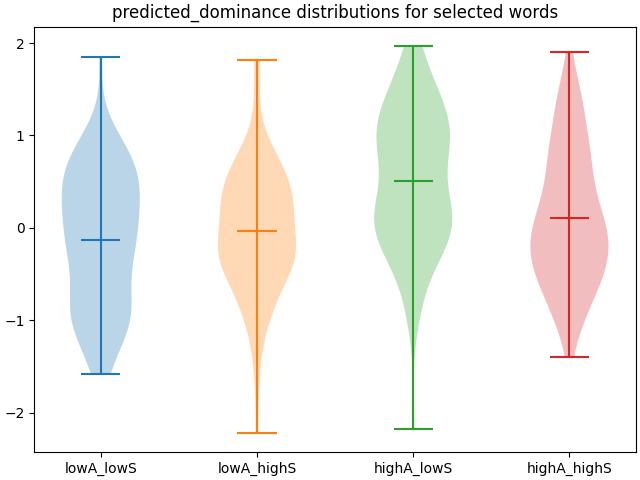 predicted_dominance distributions for selected words
2
1
0
−1
−2
lowA_lowS lowA_highS highA_lowS highA_highS